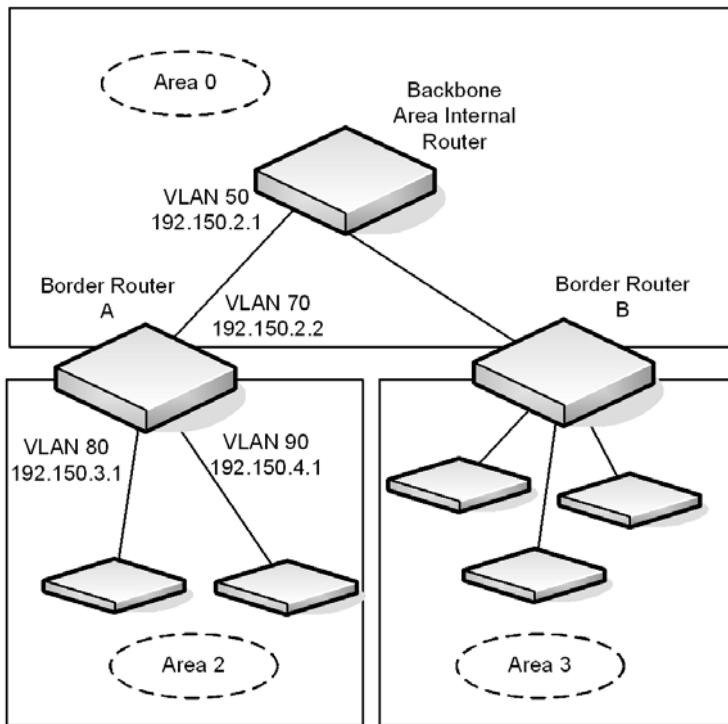 Area 0
Backbone
Area Internal
Router
VLAN 50
192.150.2.1
Border Router
A
VLAN 70
192.150.2.2
Border Router
B
VLAN 80
192.150.3.1
VLAN 90
192.150.4.1
Area 2
Area 3